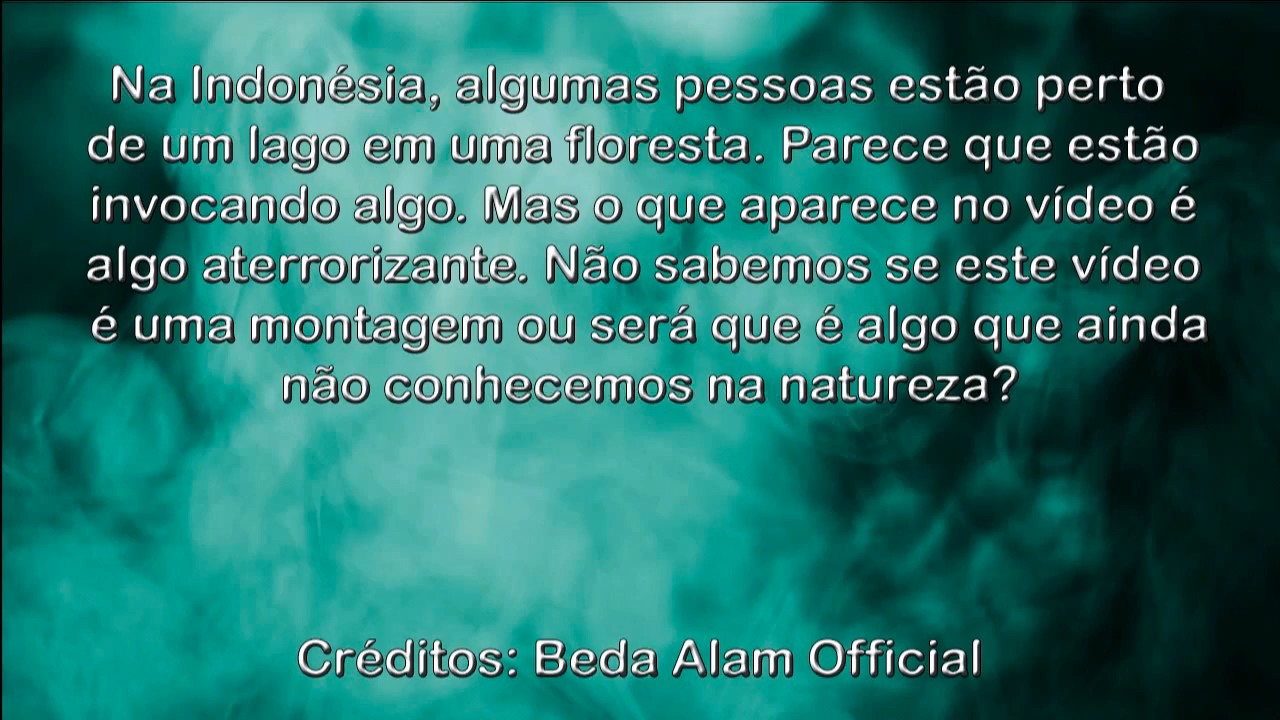 Na Indonésia, algumas pessoas estão perto
de um lago em uma floresta. Parece que estão
invocando algo. Mas o que aparece no vídeo é
algo aterrorizante. Não sabemos se este vídeo
é uma montagem ou será que é algo que ainda
não conhecemos na natureza?
Créditos: Beda Alam Official